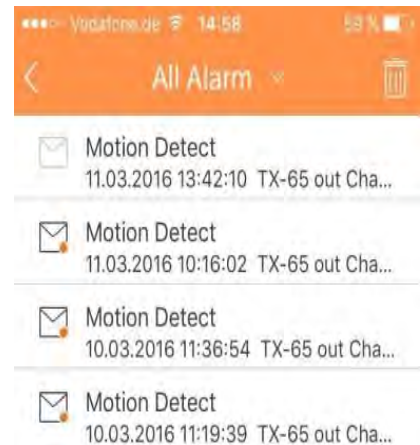 Vodafone.de 14:58 59 %
All Alarm
Motion Detect
11.03.2016 13:42:10 TX-65 out Cha...
Motion Detect
11.03.2016 10:16:02 TX-65 out Cha...
Motion Detect
10.03.2016 11:36:54 TX-65 out Cha...
Motion Detect
10.03.2016 11:19:39 TX-65 out Cha...